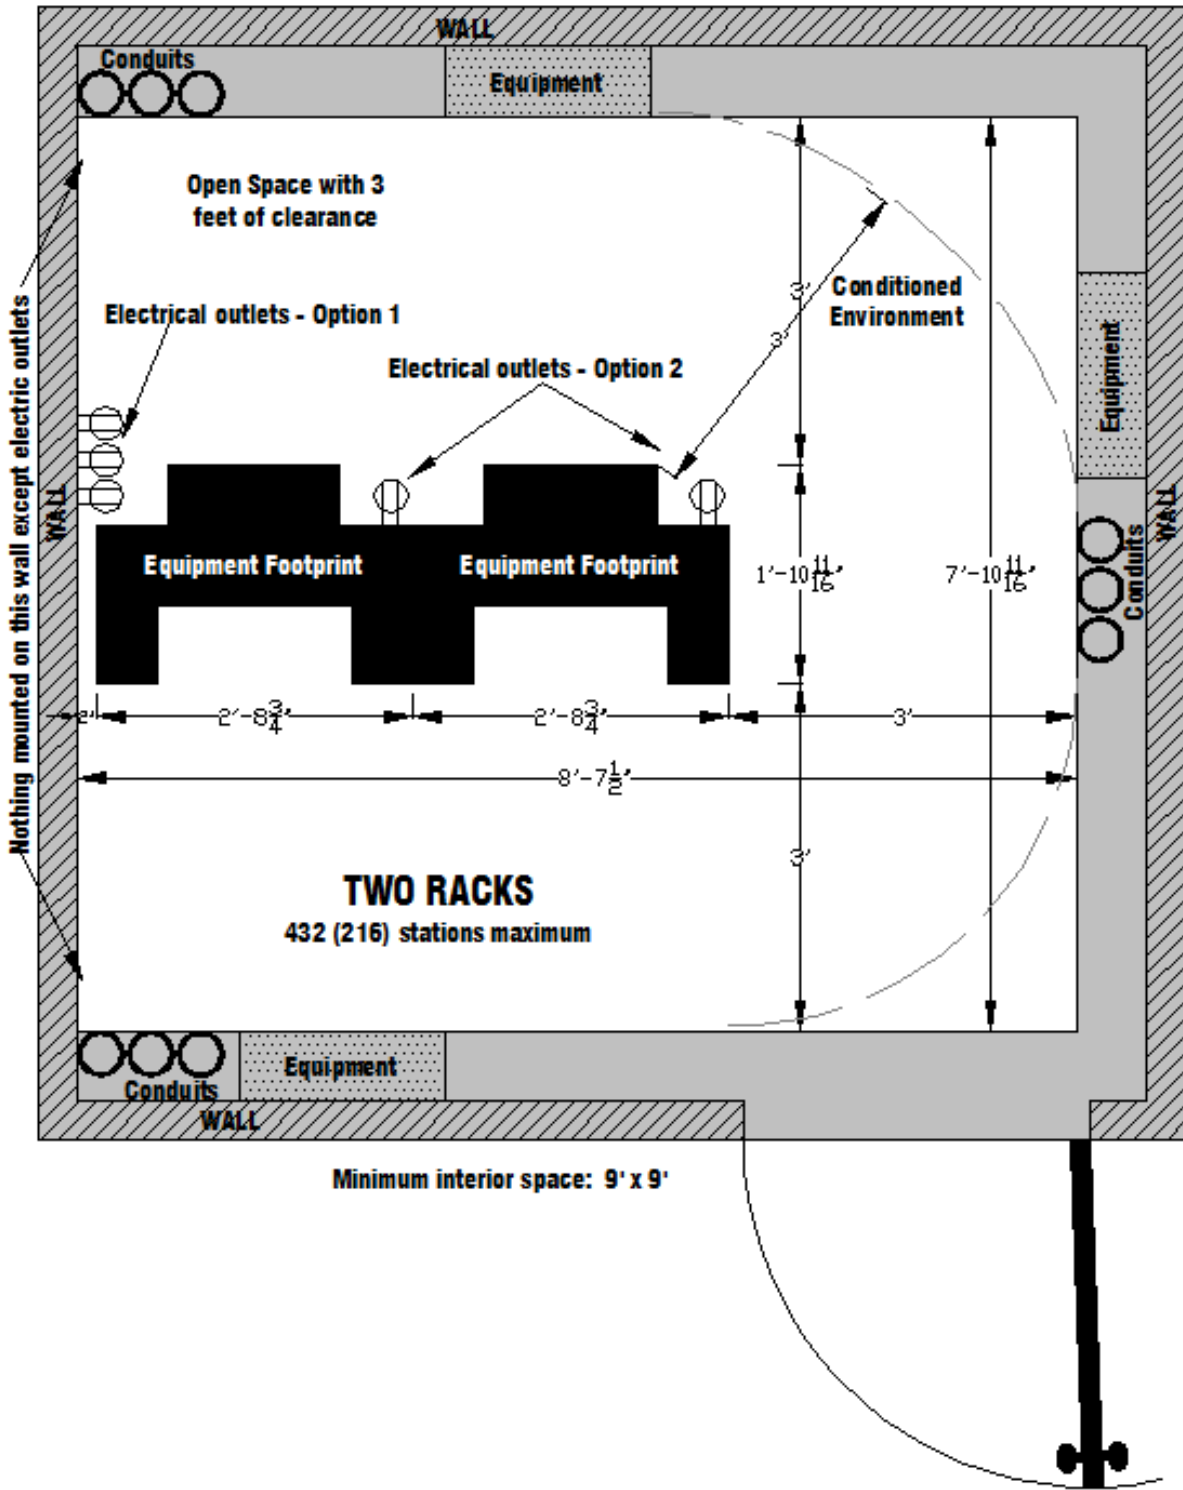 WALL
Conduits
Equipment
Open Space with 3
feet of clearance
Conditioned
Environment
3'
3'
Electrical outlets - Option 1
Electrical outlets - Option 2
Equipment
Nothing mounted on this wall except electric outlets
WALL
WALL
Conduits
Equipment Footprint
Equipment Footprint
1'-10 11/16"
7'-10 11/16"
2"
2'-8 3/4"
2'-8 3/4"
3'
8'-7 1/2"
3'
TWO RACKS
432 (216) stations maximum
Equipment
Conduits
WALL
Minimum interior space: 9' x 9'